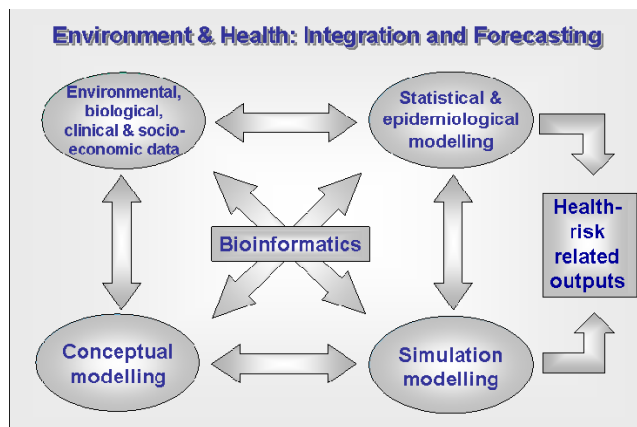 Environment & Health: Integration and Forecasting
Environmental,
biological,
clinical & socio-
economic data
Statistical &
epidemiological
modelling
Bioinformatics
Health-
risk
related
outputs
Conceptual
modelling
Simulation
modelling